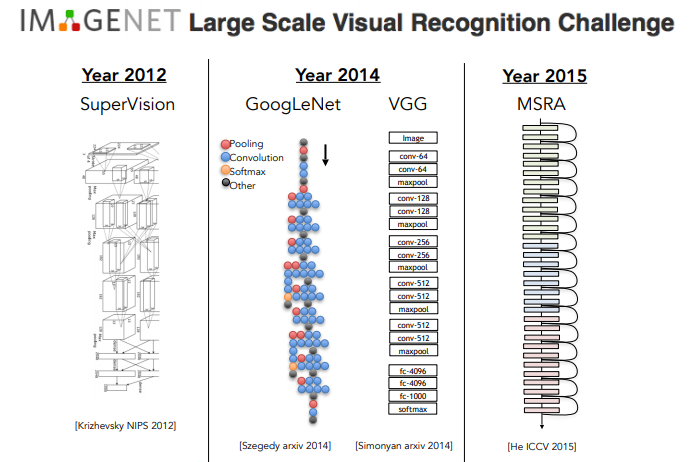 IMAGENET Large Scale Visual Recognition Challenge
Year 2012
SuperVision
[Krizhevsky NIPS 2012]
Year 2014
GoogLeNet
Pooling
Convolution
Softmax
Other
[Szegedy arxiv 2014]
VGG
Image
conv-64
conv-64
maxpool
conv-128
conv-128
maxpool
conv-256
conv-256
maxpool
conv-512
conv-512
maxpool
conv-512
conv-512
maxpool
fc-4096
fc-4096
fc-1000
softmax
[Simonyan arxiv 2014]
Year 2015
MSRA
[He ICCV 2015]